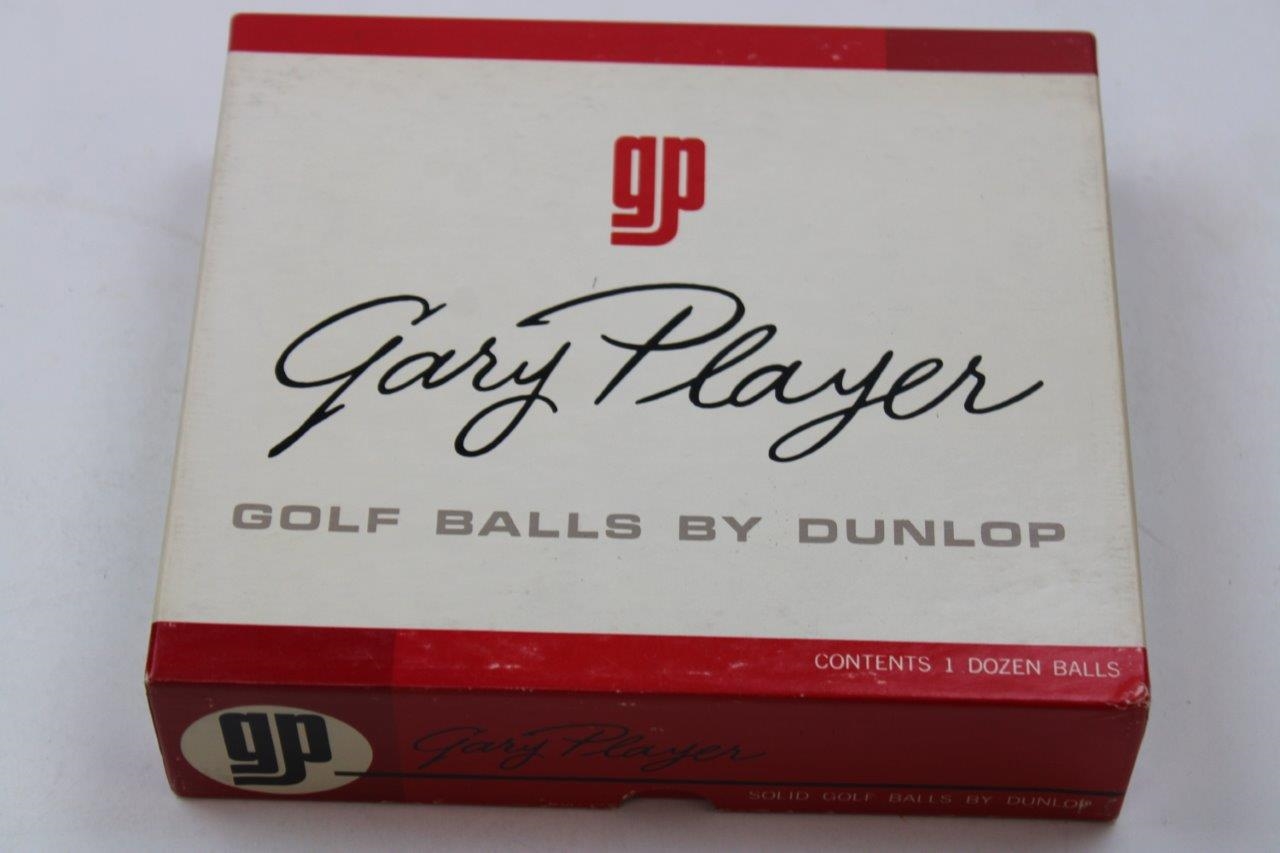 gp
Gary Player
GOLF BALLS BY DUNLOP
CONTENTS 1 DOZEN BALLS
gp
Gary Player
SOLID GOLF BALLS BY DUNLOP